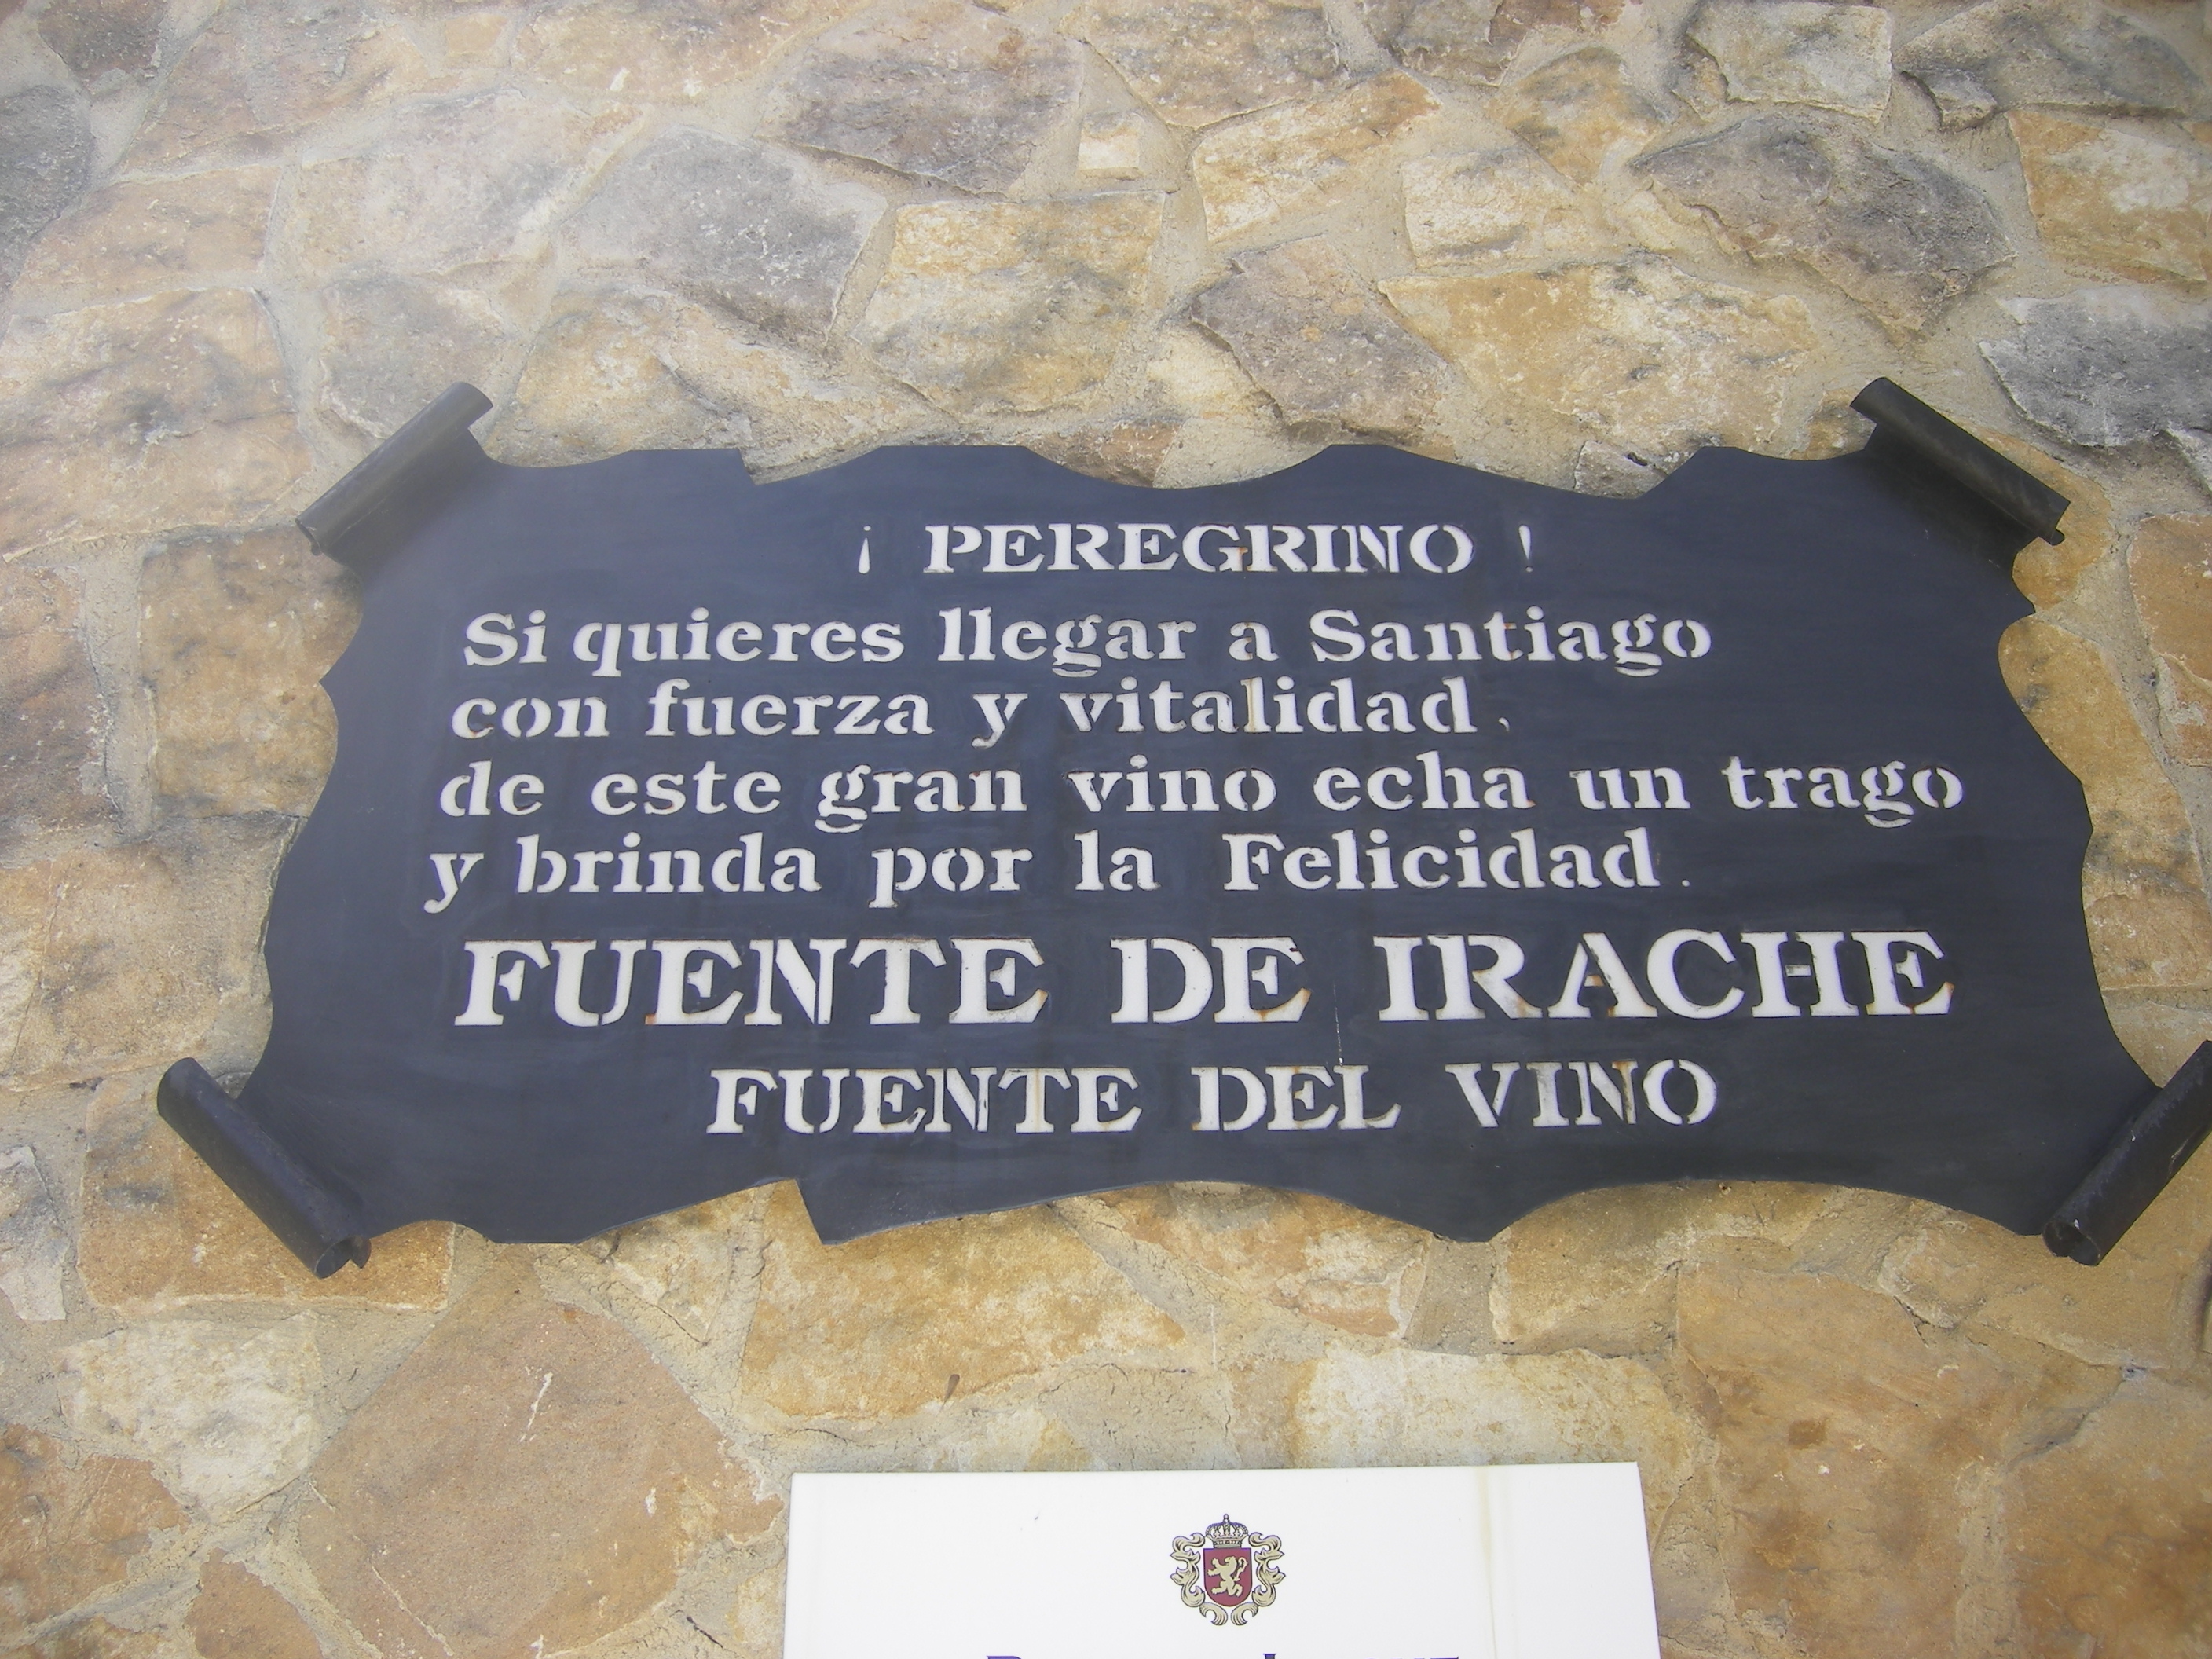 ¡ PEREGRINO !
Si quieres llegar a Santiago
con fuerza y vitalidad,
de este gran vino echa un trago
y brinda por la Felicidad.
FUENTE DE IRACHE
FUENTE DEL VINO